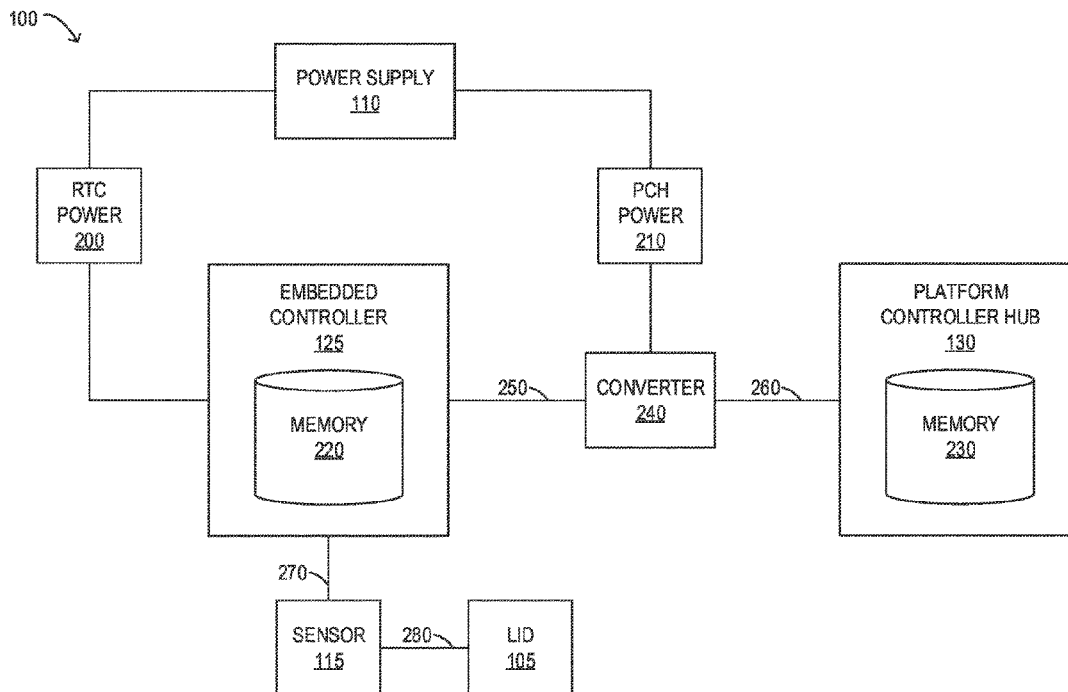 100
POWER SUPPLY
110
RTC
POWER
200
PCH
POWER
210
EMBEDDED
CONTROLLER
125
MEMORY
220
250
CONVERTER
240
260
PLATFORM
CONTROLLER HUB
130
MEMORY
230
270
SENSOR
115
280
LID
105